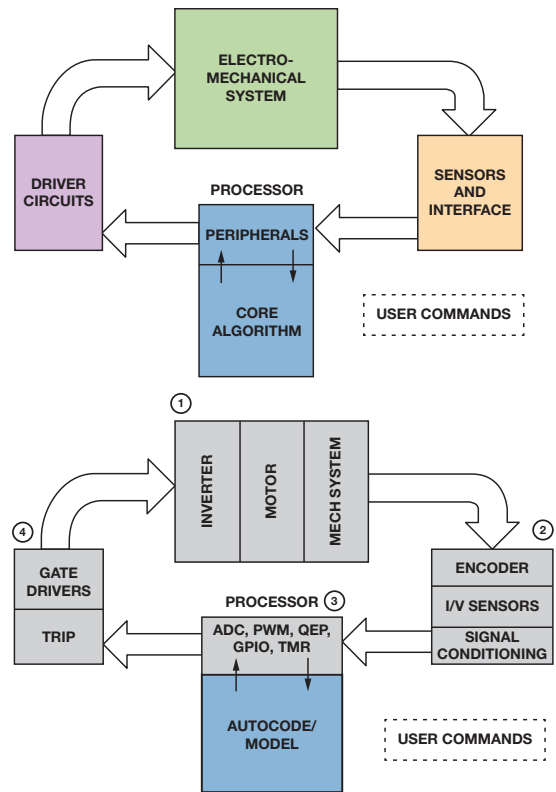 ELECTRO-
MECHANICAL
SYSTEM
DRIVER
CIRCUITS
SENSORS
AND
INTERFACE
PROCESSOR
PERIPHERALS
CORE
ALGORITHM
USER COMMANDS
1
INVERTER
MOTOR
MECH SYSTEM
4
GATE
DRIVERS
TRIP
2
ENCODER
I/V SENSORS
SIGNAL
CONDITIONING
PROCESSOR 3
ADC, PWM, QEP,
GPIO, TMR
AUTOCODE/
MODEL
USER COMMANDS